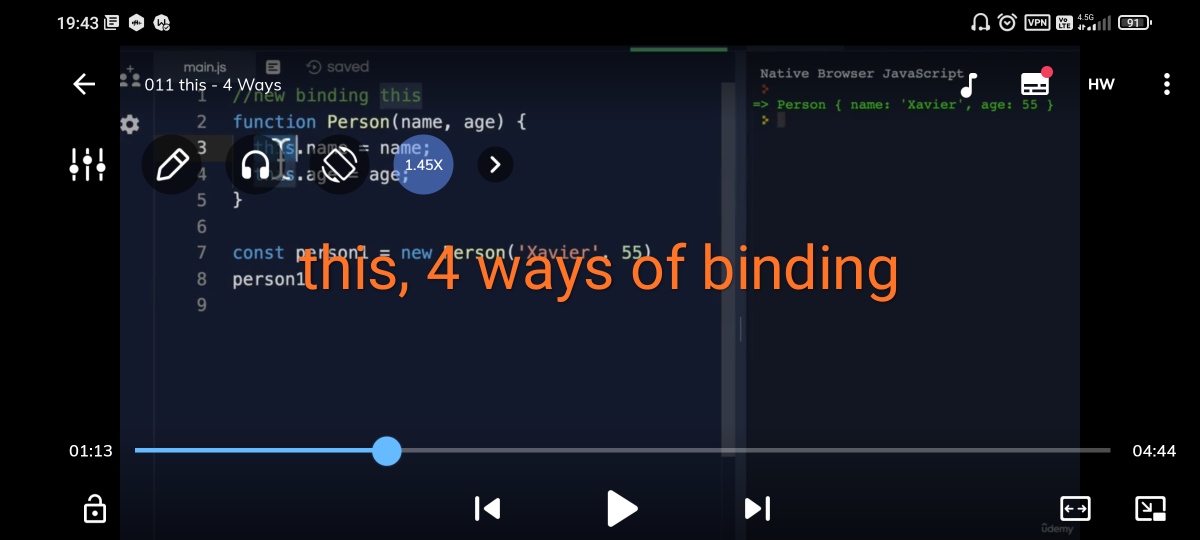 19:43
VPN
Vo LTE
4.5G
91
main.js
saved
011 this - 4 Ways
HW
1 //new binding this
2 function Person(name, age) {
3 this.name = name;
4 this.age = age;
1.45X
5 }
6
7 const person1 = new Person('Xavier', 55)
8 person1
9
Native Browser JavaScript
=> Person { name: 'Xavier', age: 55 }
this, 4 ways of binding
01:13
04:44
ûdemy